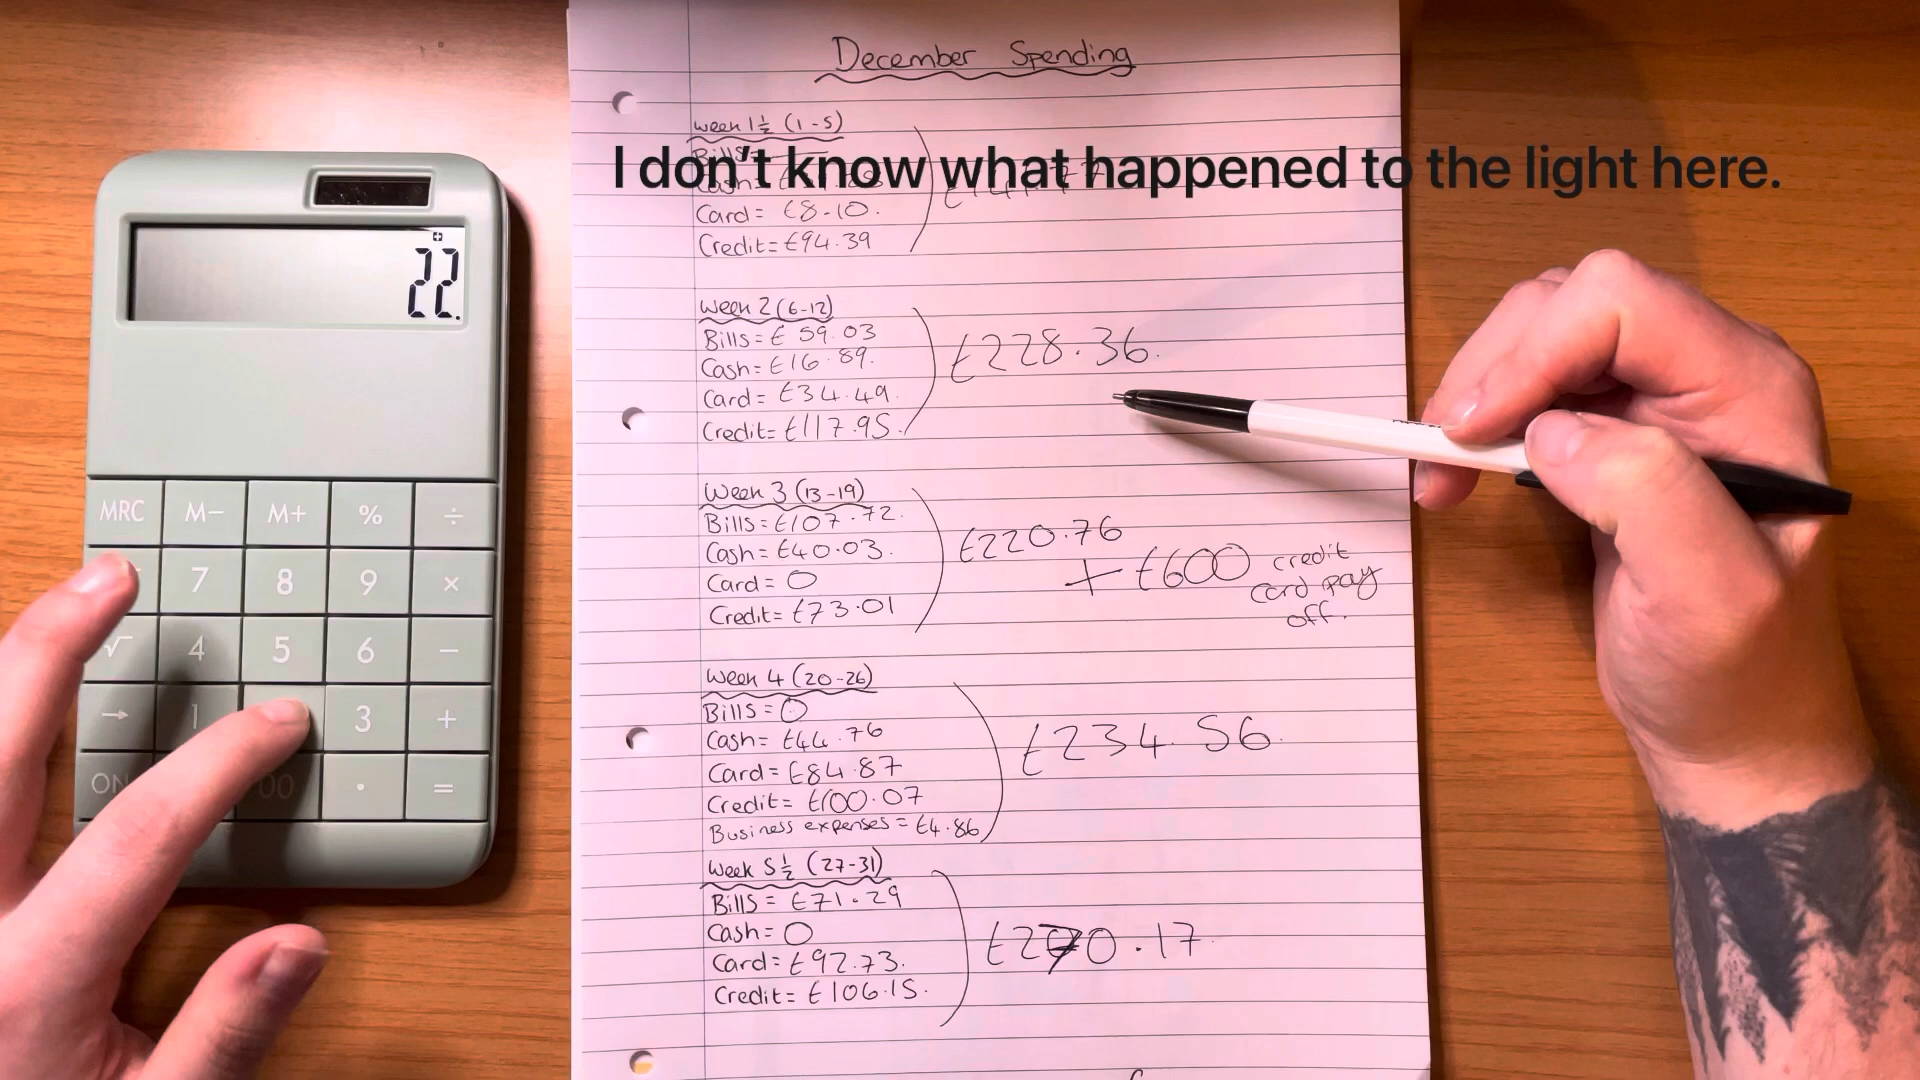 December Spending
Week 1½ (1-5)
I don't know what happened to the light here.
Bills =
Cash=
Card= £8.10.
Credit= £94.39
Week 2 (6-12)
Bills = £59.03
Cash= £16.89.
Card= £34.49.
Credit= £117.95.
£228.36.
Week 3 (13-19)
Bills = £107.72.
Cash= £40.03.
Card = 0
Credit= £73.01
£220.76
+ £600 credit
card pay
off.
Week 4 (20-26)
Bills = 0
Cash= £44.76
Card= £84.87
Credit= £100.07
Business expenses = £4.86
£234.56.
Week 5½ (27-31)
Bills = £71.29
Cash= 0
Card= £92.73.
Credit= £106.15.
£270.17.
22.
MRC M− M+ % ÷
7 8 9 ×
√ 4 5 6 −
→ 1 3 +
ON 00 . =